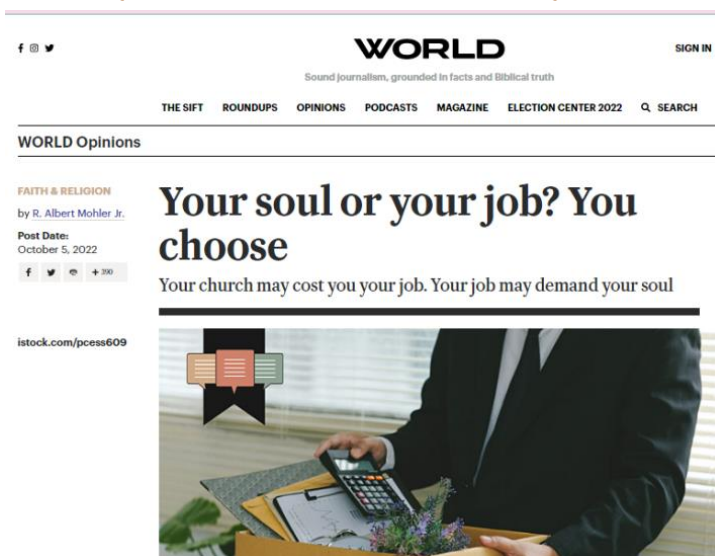 WORLD
SIGN IN
Sound journalism, grounded in facts and Biblical truth
THE SIFT ROUNDUPS OPINIONS PODCASTS MAGAZINE ELECTION CENTER 2022 SEARCH
WORLD Opinions
FAITH & RELIGION
by R. Albert Mohler Jr.
Post Date:
October 5, 2022
+ 390
istock.com/pcess609
Your soul or your job? You
choose
Your church may cost you your job. Your job may demand your soul